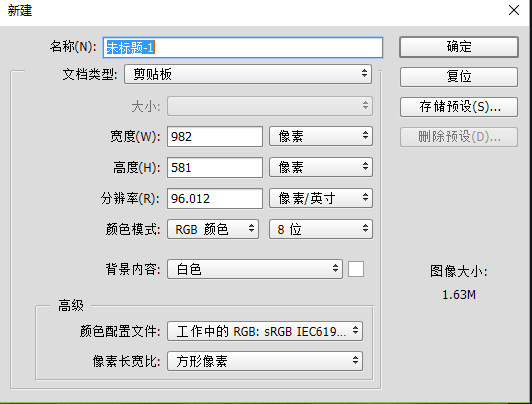 新建
名称(N): 未标题-1
确定
文档类型: 剪贴板
复位
大小:
存储预设(S)...
宽度(W): 982 像素
删除预设(D)...
高度(H): 581 像素
分辨率(R): 96.012 像素/英寸
颜色模式: RGB 颜色 8 位
背景内容: 白色
图像大小:
1.63M
高级
颜色配置文件: 工作中的 RGB: sRGB IEC619...
像素长宽比: 方形像素